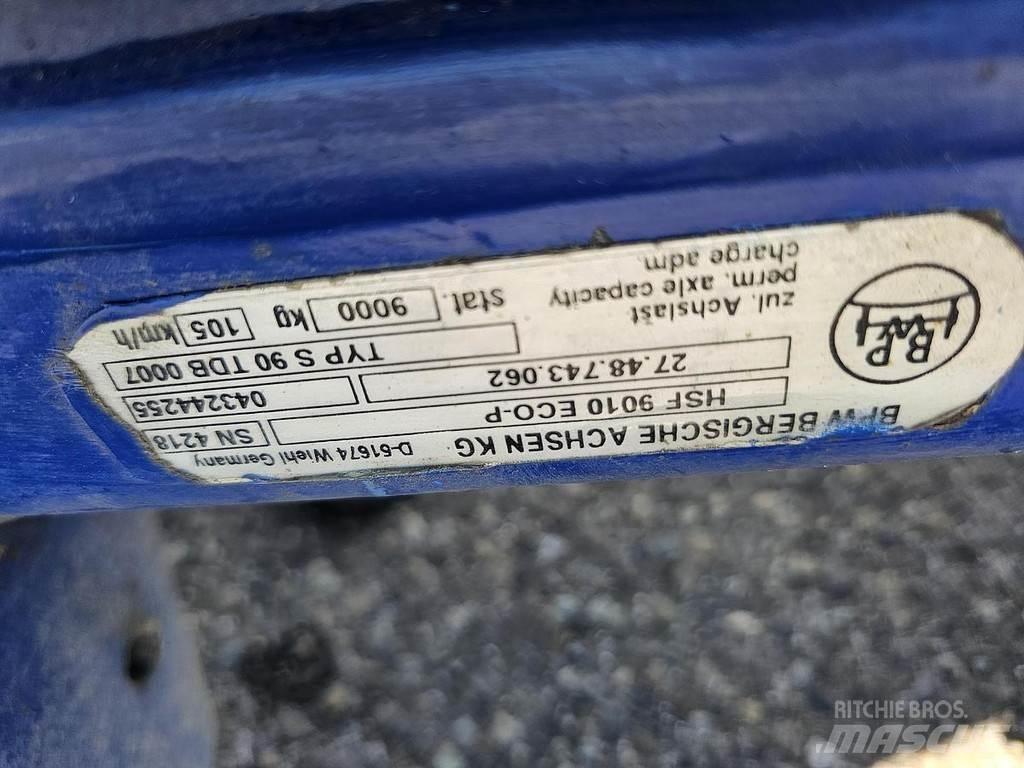 BPW
BPW BERGISCHE ACHSEN KG. D-51674 Wiehl Germany
HSF 9010 ECO-P SN 4218
27.48.743.062 043244255
TYP S 90 TDB 0007
zul. Achslast
perm. axle capacity
charge adm.
Stat. 9000 kg 105 km/h
RITCHIE BROS.
MASCUS